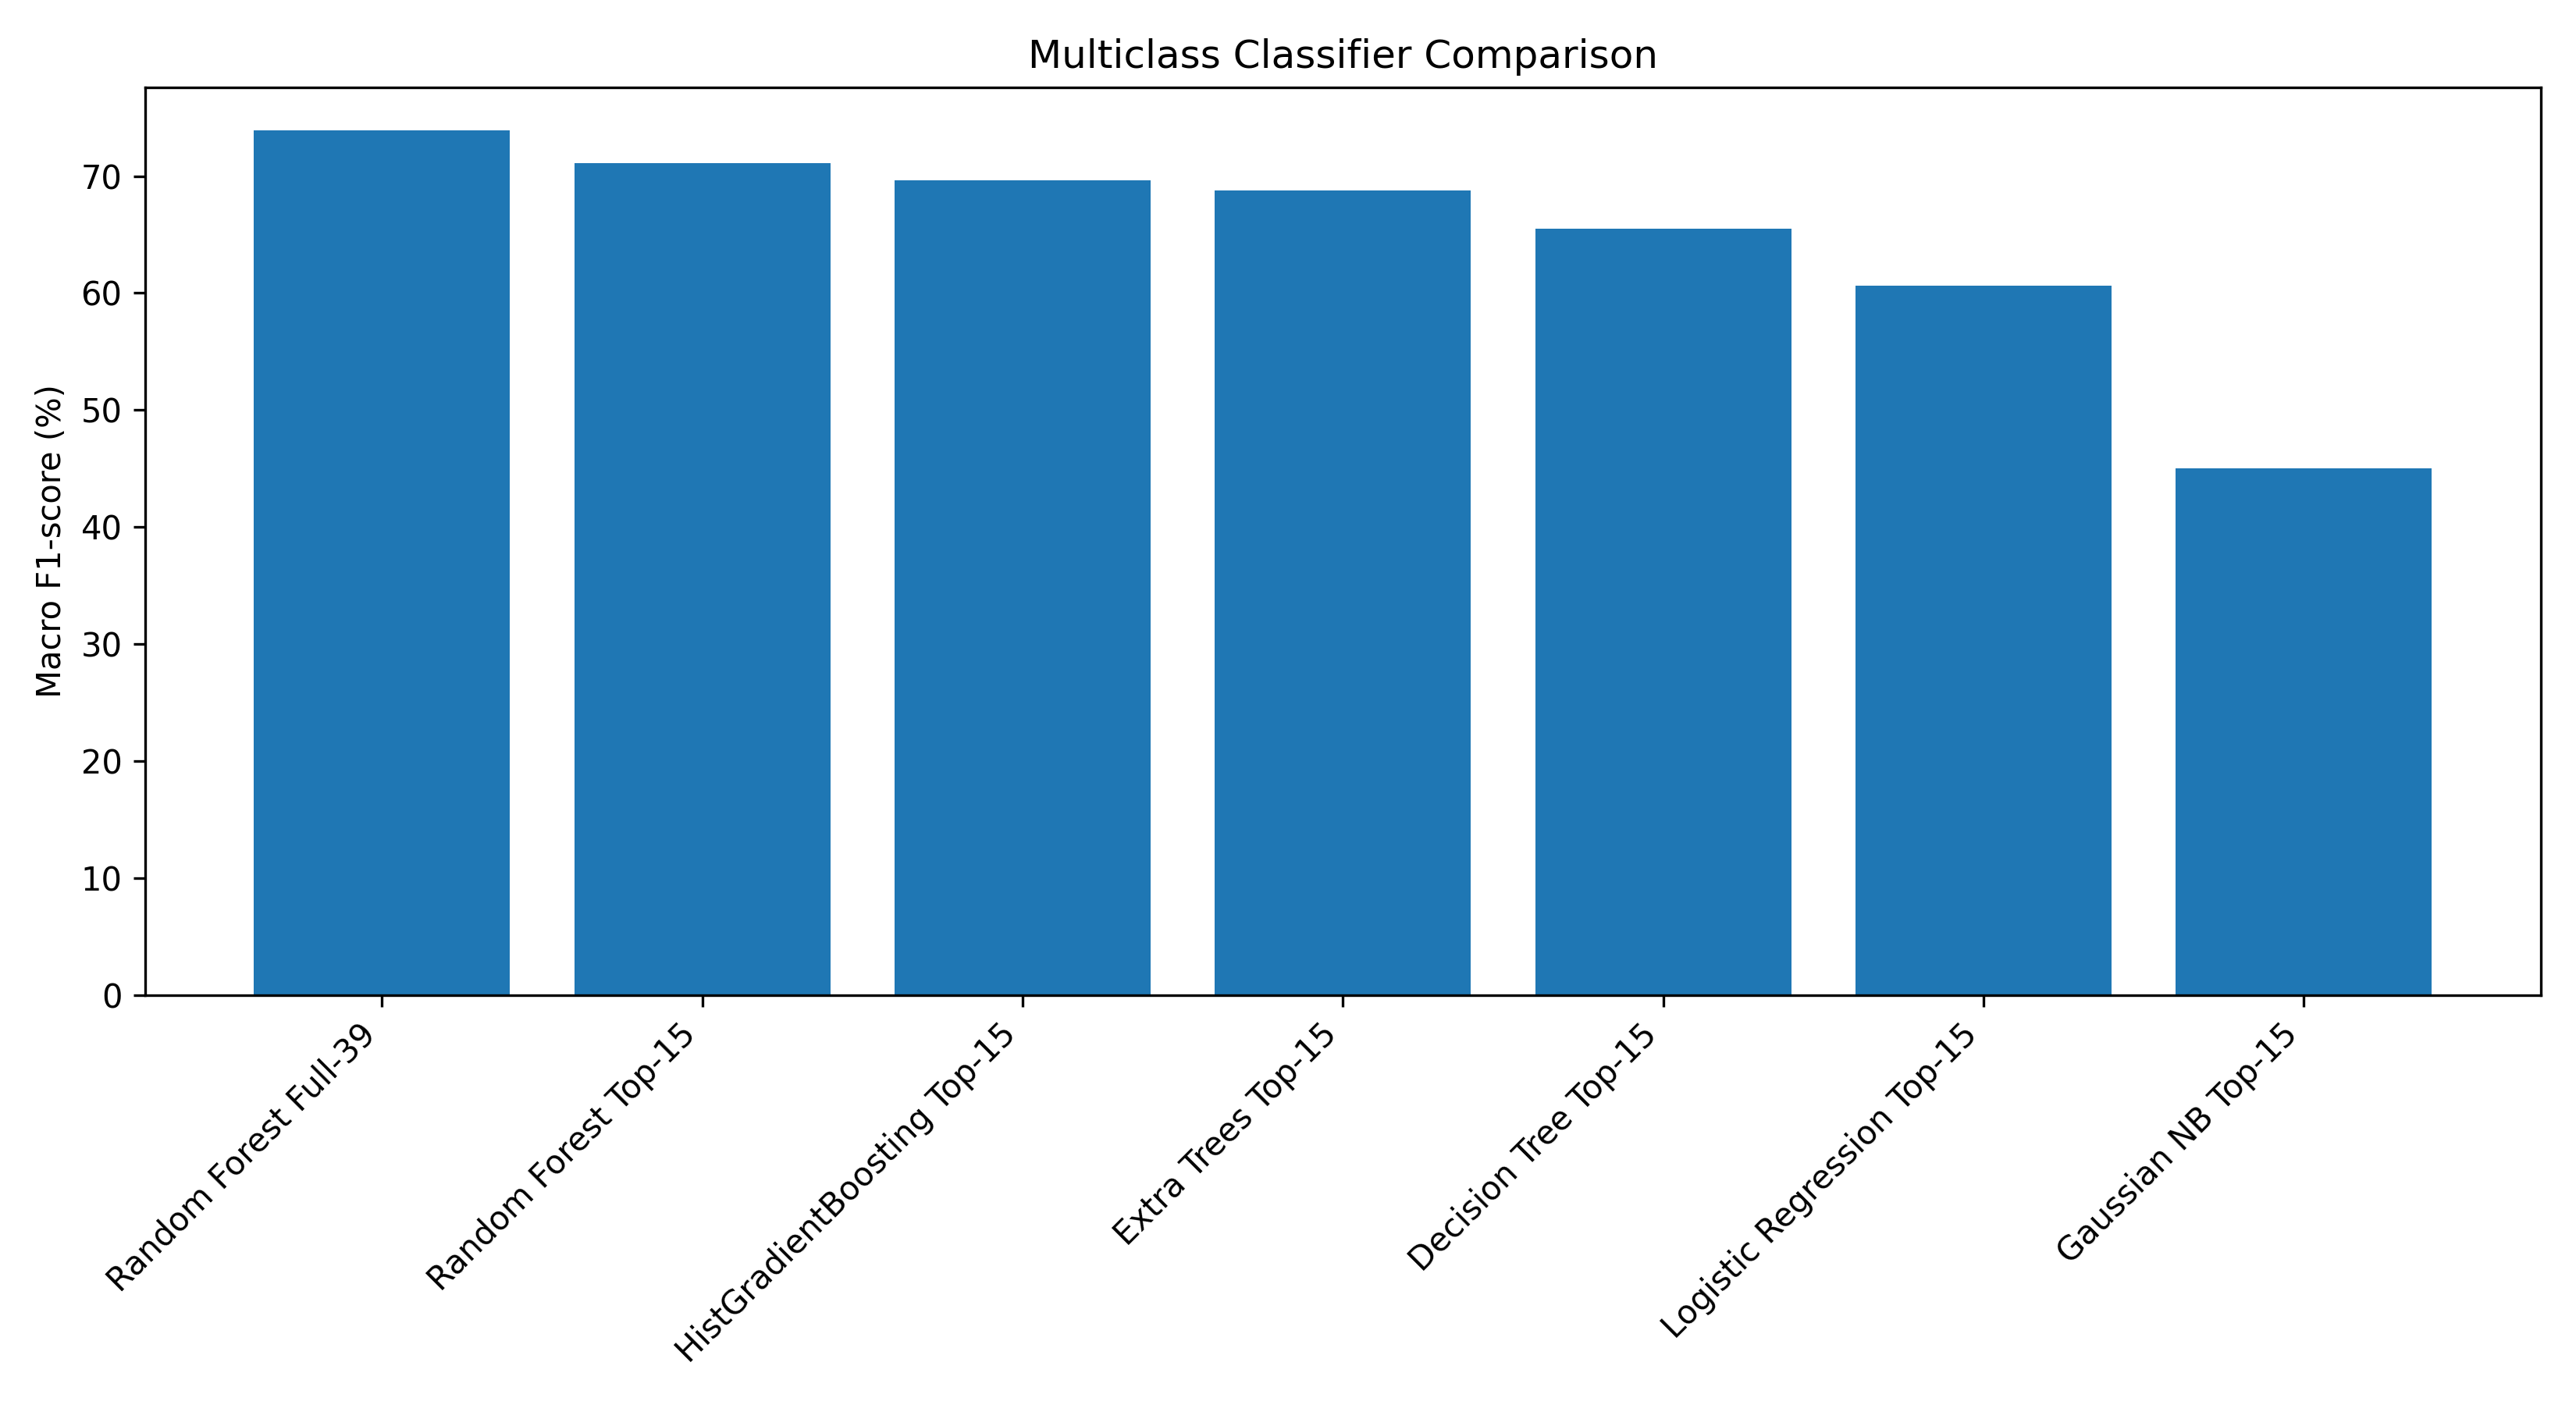 Multiclass Classifier Comparison
Macro F1-score (%)
70
60
50
40
30
20
10
0
Random Forest Full-39
Random Forest Top-15
HistGradientBoosting Top-15
Extra Trees Top-15
Decision Tree Top-15
Logistic Regression Top-15
Gaussian NB Top-15